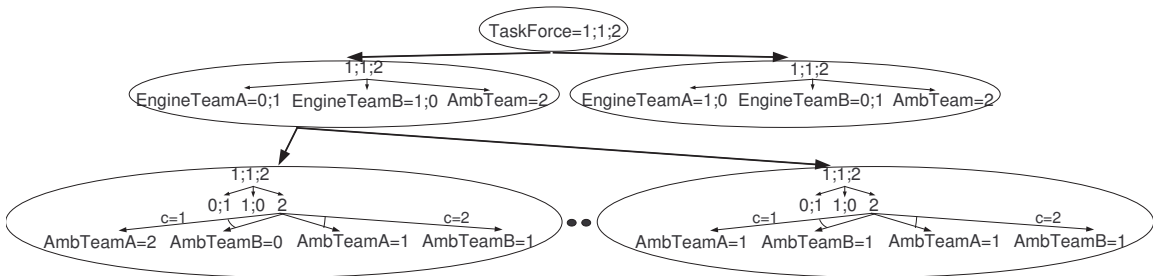 TaskForce=1;1;2
1;1;2 1;1;2
EngineTeamA=0;1 EngineTeamB=1;0 AmbTeam=2 EngineTeamA=1;0 EngineTeamB=0;1 AmbTeam=2
1;1;2 1;1;2
0;1 1;0 2 0;1 1;0 2
c=1 c=2 c=1 c=2
AmbTeamA=2 AmbTeamB=0 AmbTeamA=1 AmbTeamB=1 AmbTeamA=1 AmbTeamB=1 AmbTeamA=1 AmbTeamB=1